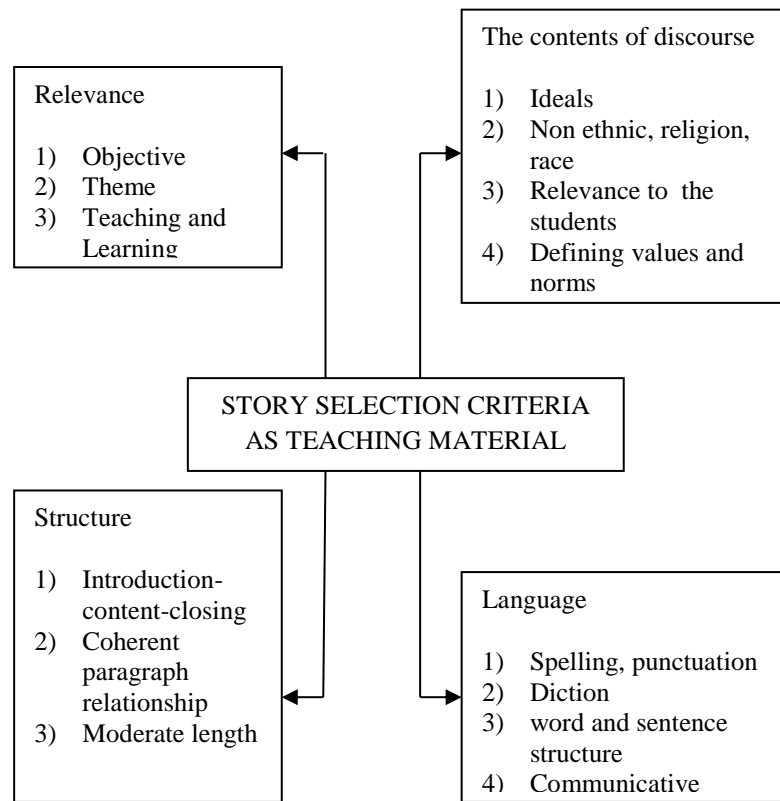 The contents of discourse
1) Ideals
2) Non ethnic, religion,
race
3) Relevance to the
students
4) Defining values and
norms
Relevance
1) Objective
2) Theme
3) Teaching and
Learning
STORY SELECTION CRITERIA
AS TEACHING MATERIAL
Structure
1) Introduction-
content-closing
2) Coherent
paragraph
relationship
3) Moderate length
Language
1) Spelling, punctuation
2) Diction
3) word and sentence
structure
4) Communicative